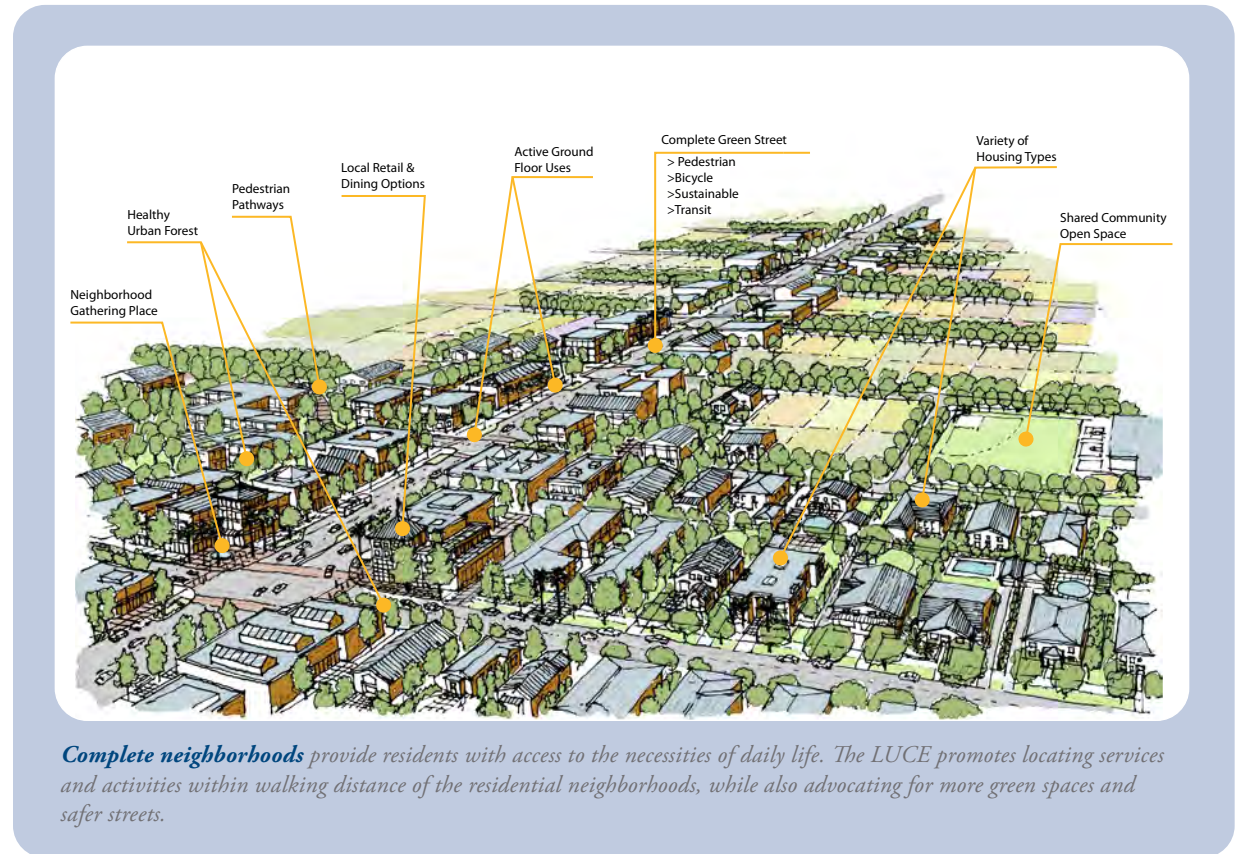 Neighborhood
Gathering Place
Healthy
Urban Forest
Pedestrian
Pathways
Local Retail &
Dining Options
Active Ground
Floor Uses
Complete Green Street
> Pedestrian
>Bicycle
>Sustainable
>Transit
Variety of
Housing Types
Shared Community
Open Space
Complete neighborhoods provide residents with access to the necessities of daily life. The LUCE promotes locating services
and activities within walking distance of the residential neighborhoods, while also advocating for more green spaces and
safer streets.